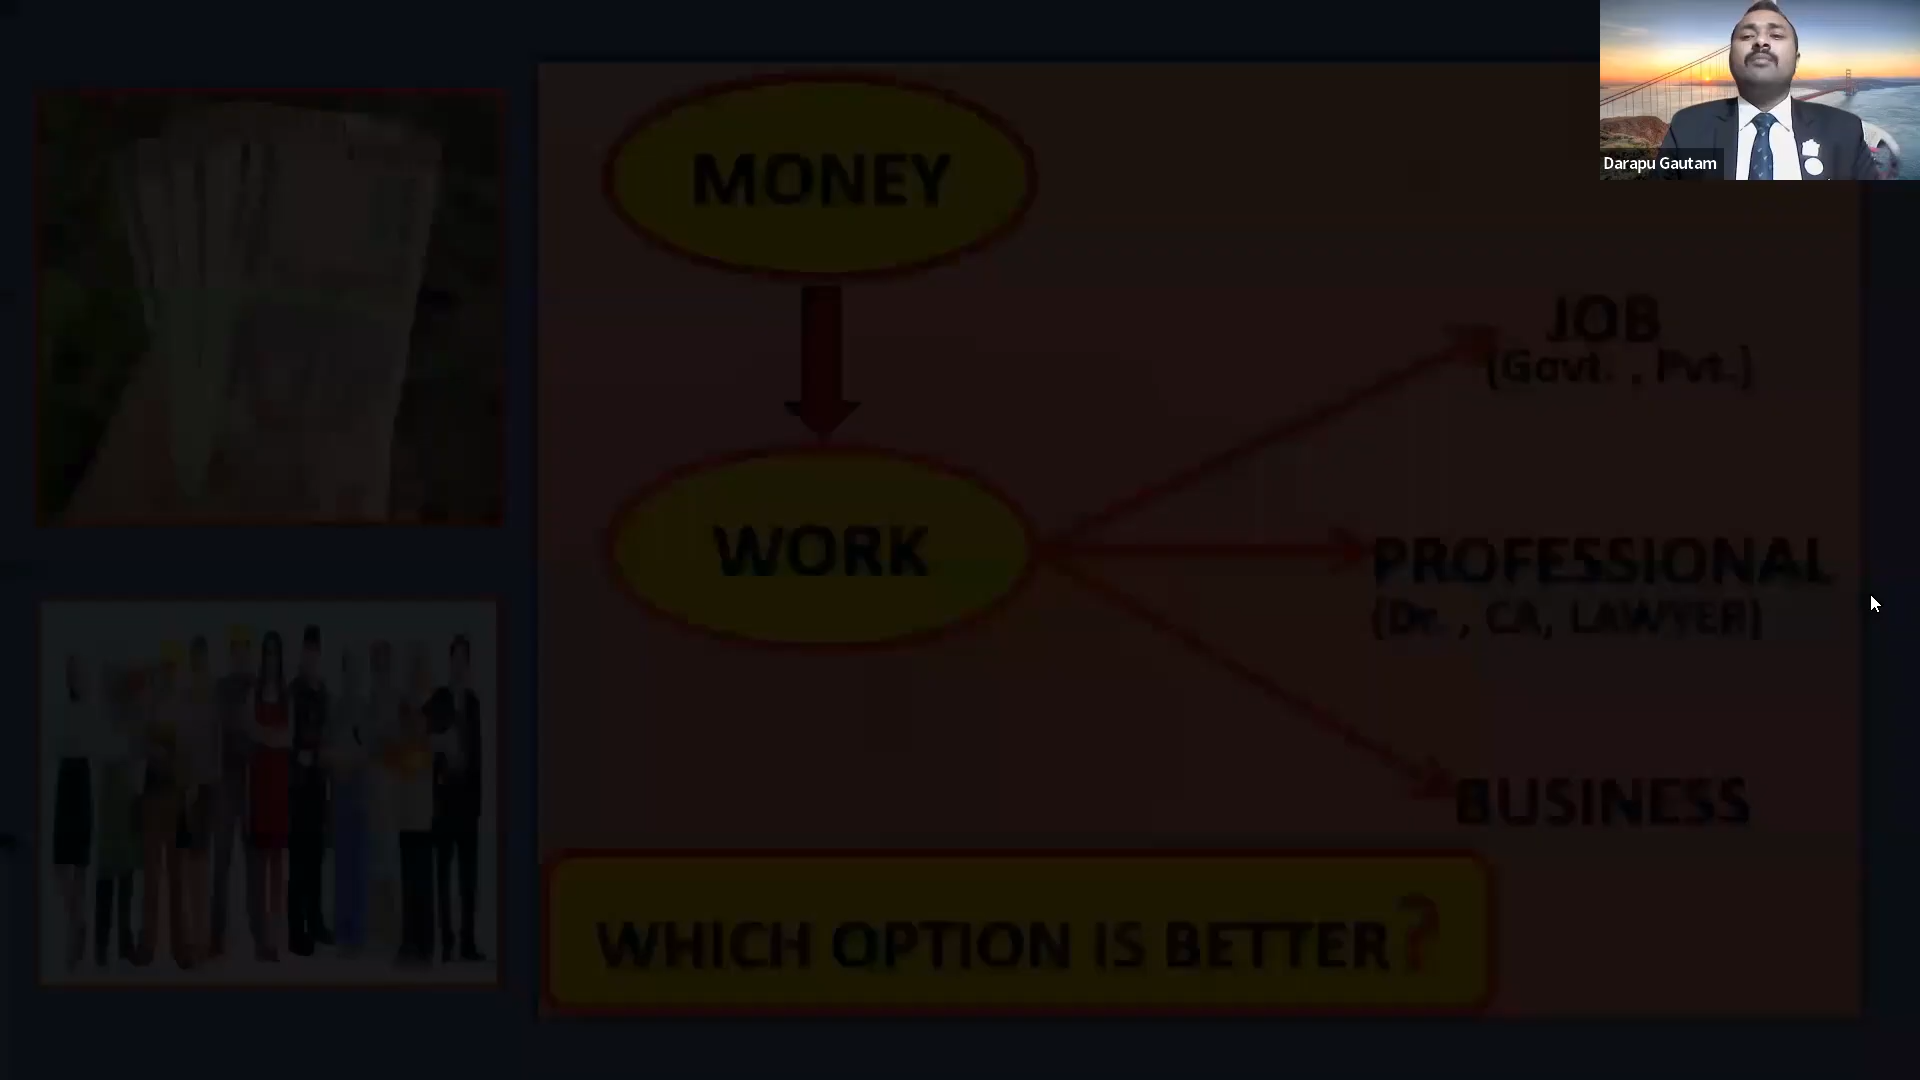 MONEY
WORK
JOB
(Govt. , Pvt.)
PROFESSIONAL
(Dr. , CA, LAWYER)
BUSINESS
WHICH OPTION IS BETTER?
Darapu Gautam